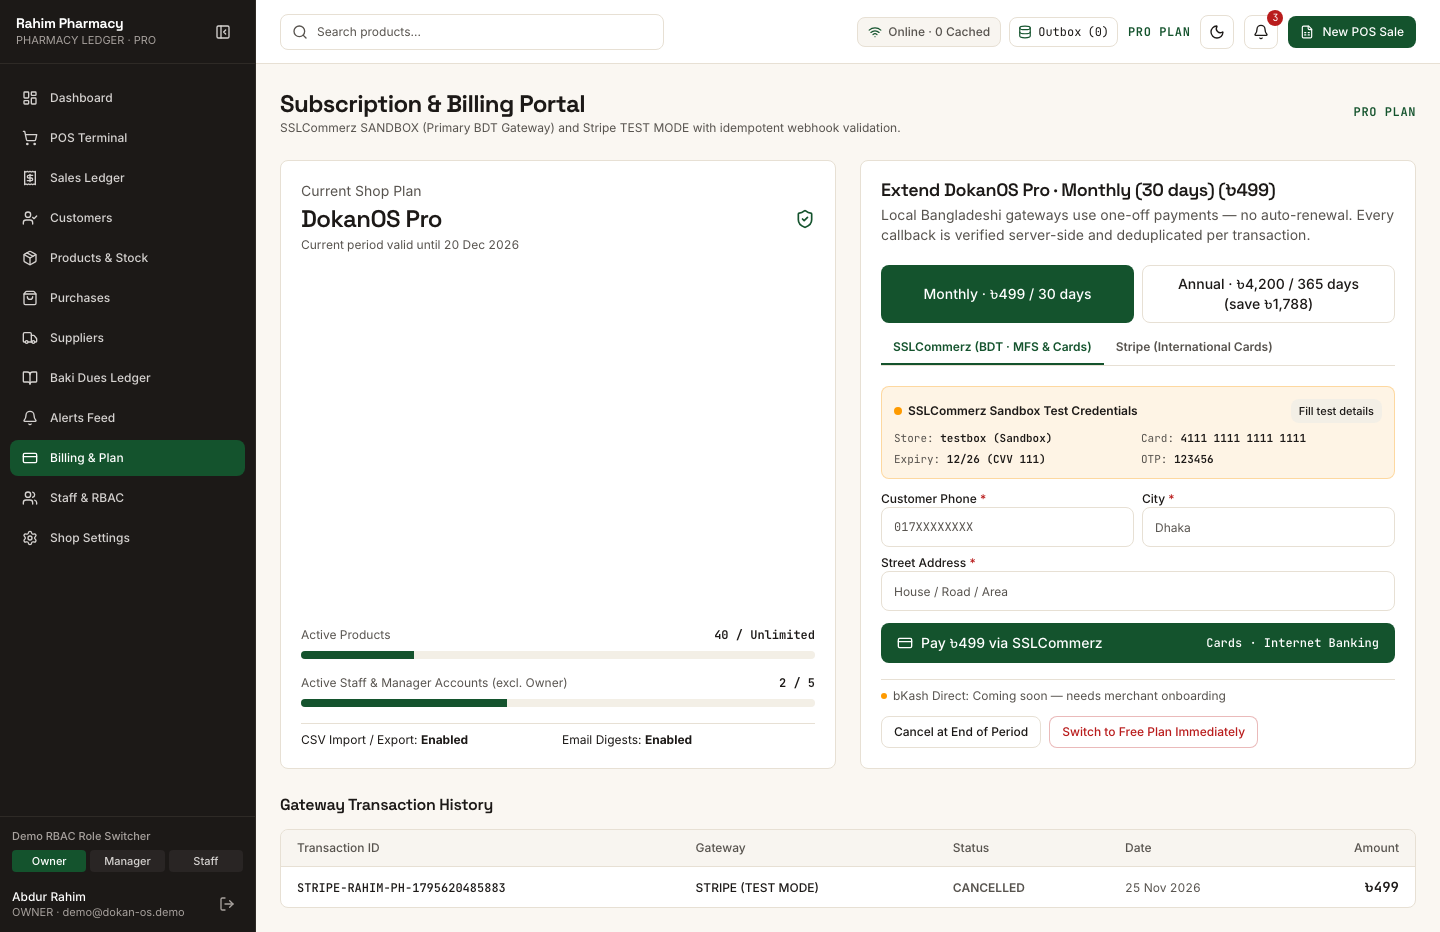 Rahim Pharmacy
PHARMACY LEDGER · PRO
Dashboard
POS Terminal
Sales Ledger
Customers
Products & Stock
Purchases
Suppliers
Baki Dues Ledger
Alerts Feed
Billing & Plan
Staff & RBAC
Shop Settings
Demo RBAC Role Switcher
Owner
Manager
Staff
Abdur Rahim
OWNER · demo@dokan-os.demo
Search products...
Online · 0 Cached
Outbox (0)
PRO PLAN
3
New POS Sale
Subscription & Billing Portal
SSLCommerz SANDBOX (Primary BDT Gateway) and Stripe TEST MODE with idempotent webhook validation.
PRO PLAN
Current Shop Plan
DokanOS Pro
Current period valid until 20 Dec 2026
Active Products
40 / Unlimited
Active Staff & Manager Accounts (excl. Owner)
2 / 5
CSV Import / Export: Enabled
Email Digests: Enabled
Extend DokanOS Pro · Monthly (30 days) (৳499)
Local Bangladeshi gateways use one-off payments — no auto-renewal. Every
callback is verified server-side and deduplicated per transaction.
Monthly · ৳499 / 30 days
Annual · ৳4,200 / 365 days
(save ৳1,788)
SSLCommerz (BDT · MFS & Cards)
Stripe (International Cards)
SSLCommerz Sandbox Test Credentials
Fill test details
Store: testbox (Sandbox)
Card: 4111 1111 1111 1111
Expiry: 12/26 (CVV 111)
OTP: 123456
Customer Phone *
City *
017XXXXXXXX
Dhaka
Street Address *
House / Road / Area
Pay ৳499 via SSLCommerz
Cards · Internet Banking
bKash Direct: Coming soon — needs merchant onboarding
Cancel at End of Period
Switch to Free Plan Immediately
Gateway Transaction History
Transaction ID
Gateway
Status
Date
Amount
STRIPE-RAHIM-PH-1795620485883
STRIPE (TEST MODE)
CANCELLED
25 Nov 2026
৳499